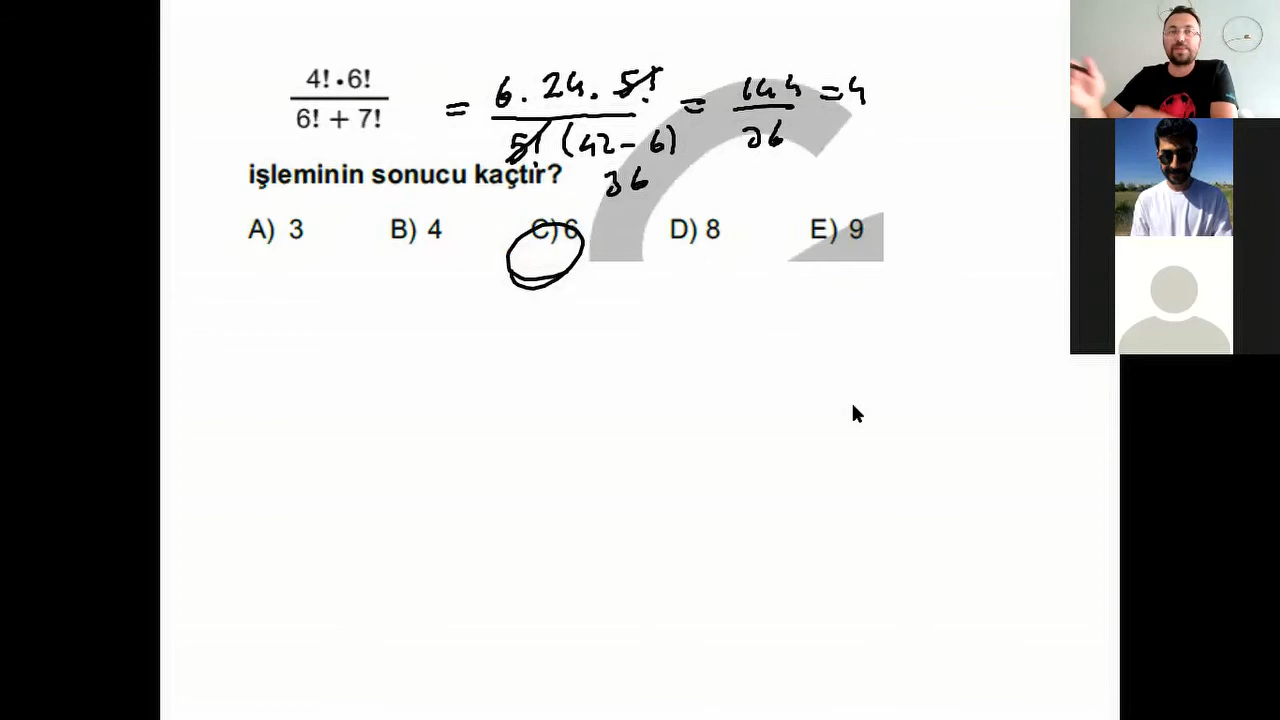 4! · 6!
6! + 7!
= 6 . 24 . 5! = 144 = 4
5! (42 - 6) 36
36
işleminin sonucu kaçtır?
A) 3 B) 4 C) 6 D) 8 E) 9